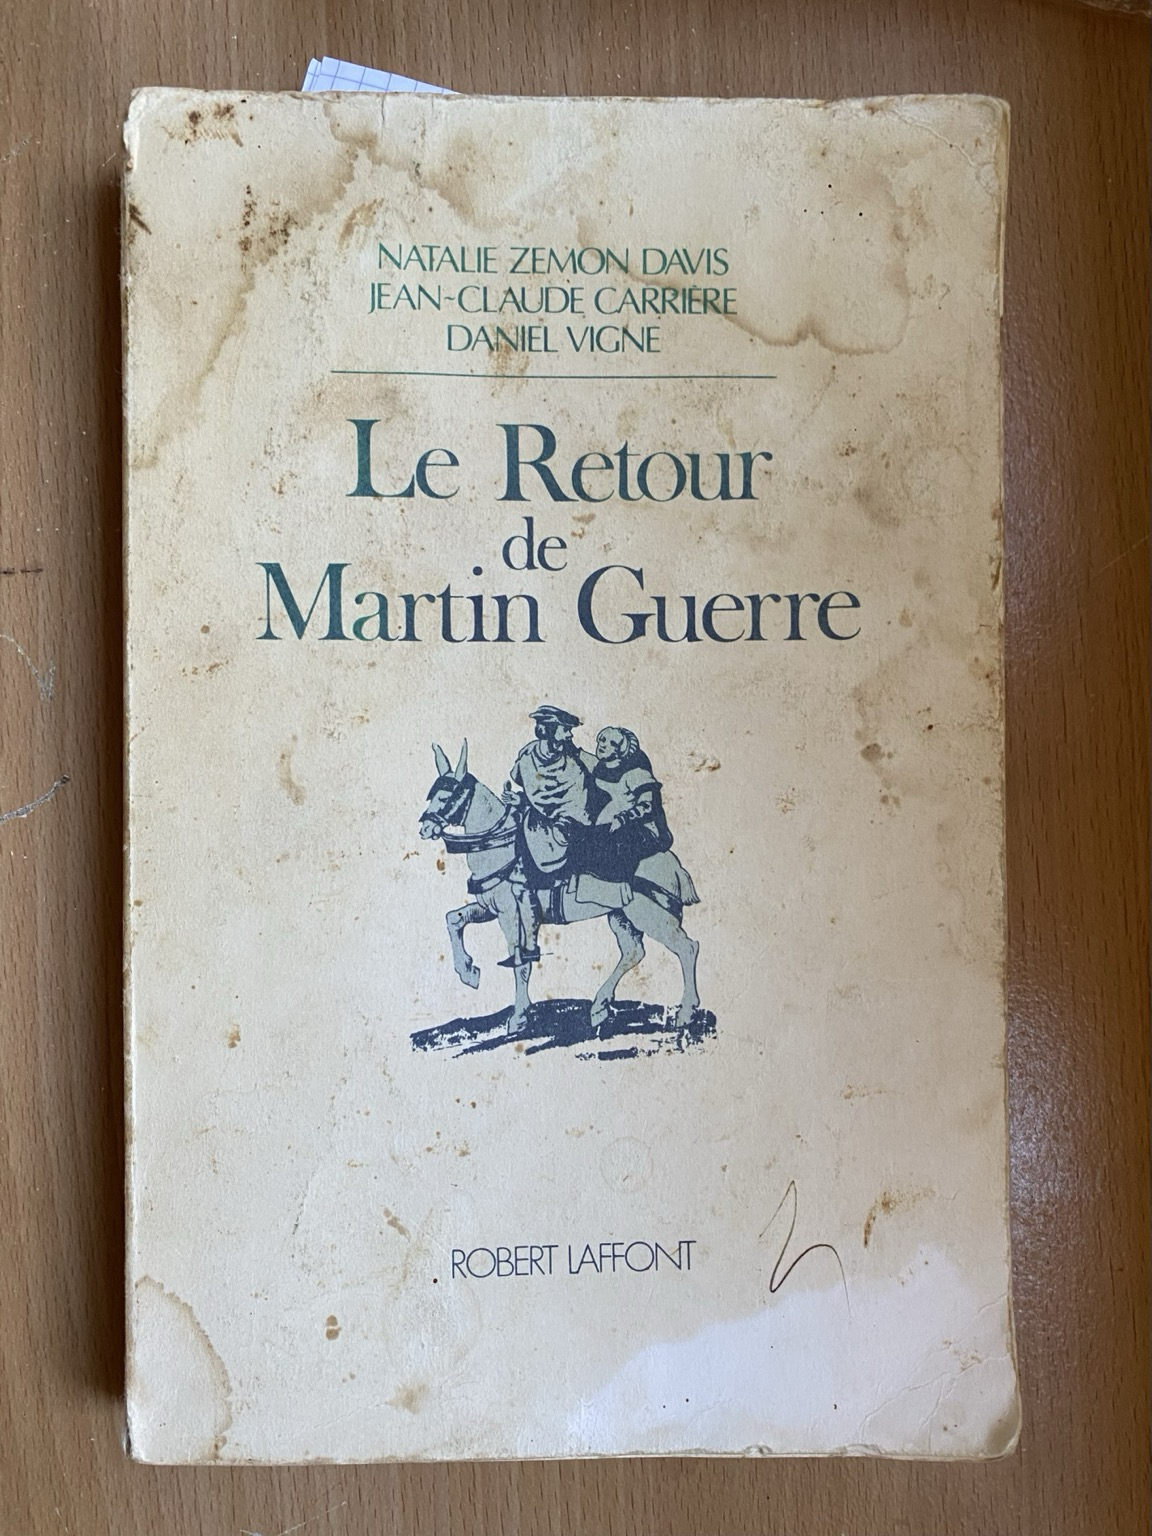 NATALIE ZEMON DAVIS
JEAN-CLAUDE CARRIÈRE
DANIEL VIGNE
Le Retour
de
Martin Guerre
ROBERT LAFFONT